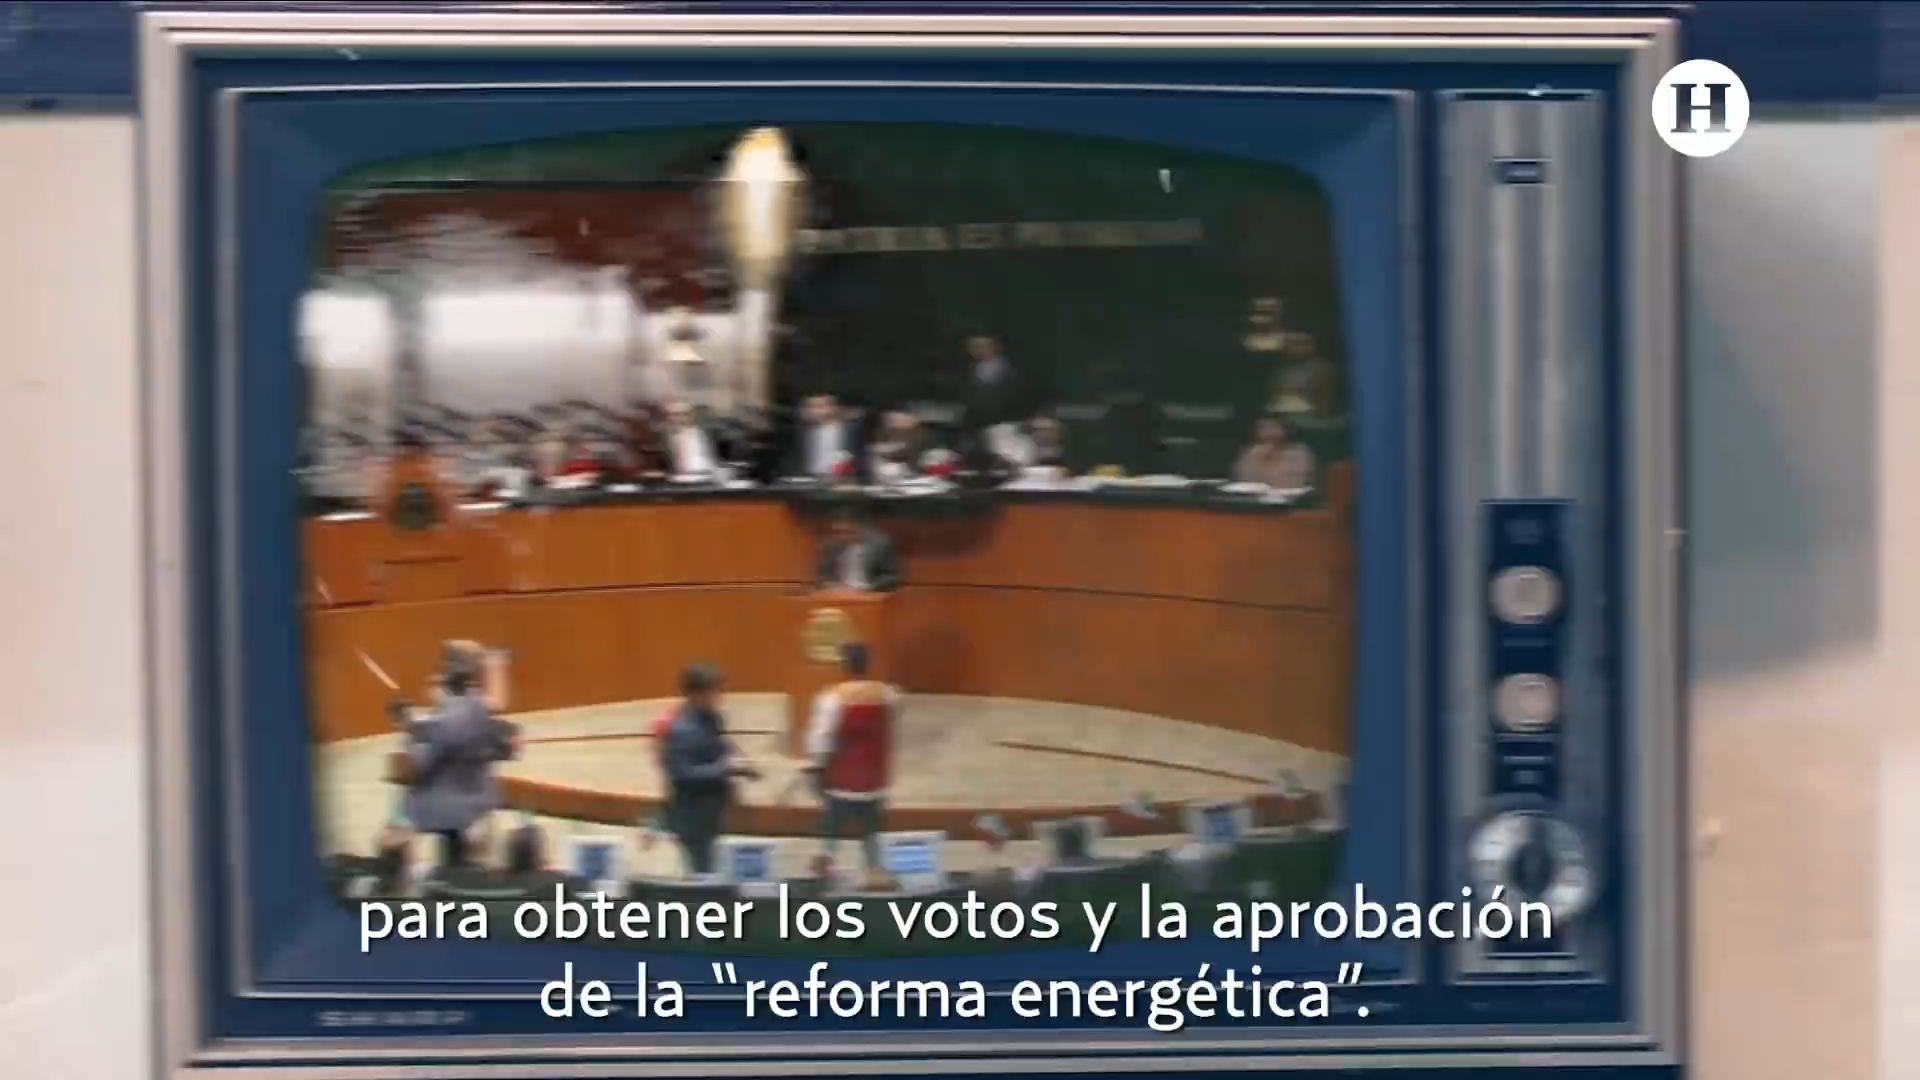 H
para obtener los votos y la aprobación
de la “reforma energética”.